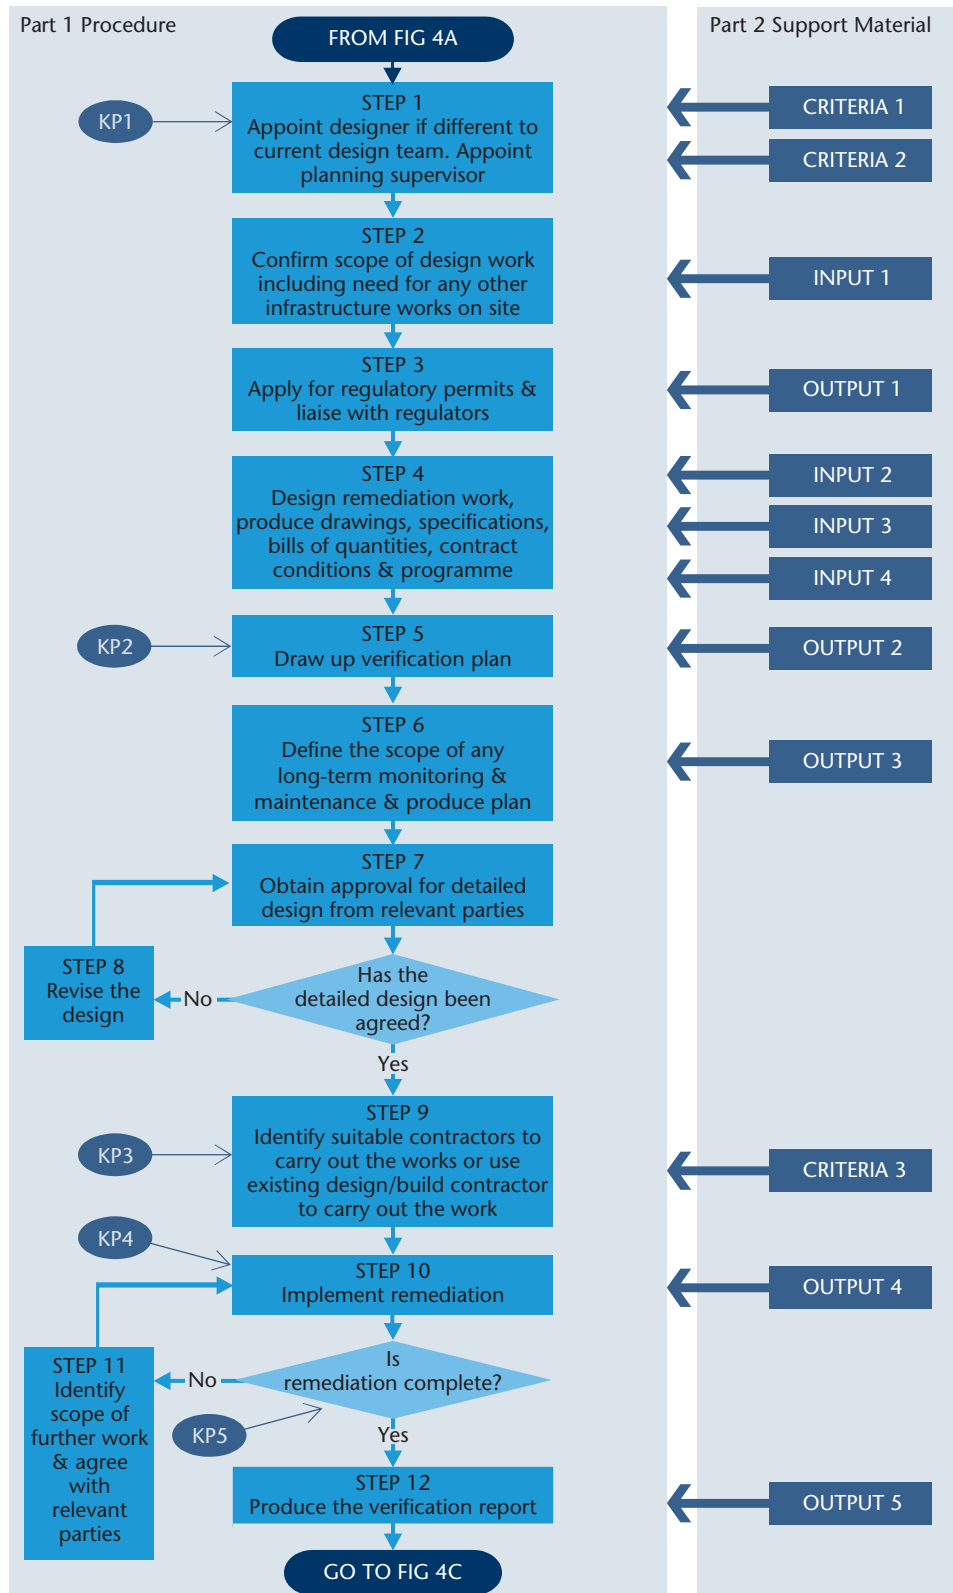 Part 1 Procedure
Part 2 Support Material
FROM FIG 4A
KP1
STEP 1
Appoint designer if different to
current design team. Appoint
planning supervisor
CRITERIA 1
CRITERIA 2
STEP 2
Confirm scope of design work
including need for any other
infrastructure works on site
INPUT 1
STEP 3
Apply for regulatory permits &
liaise with regulators
OUTPUT 1
STEP 4
Design remediation work,
produce drawings, specifications,
bills of quantities, contract
conditions & programme
INPUT 2
INPUT 3
INPUT 4
KP2
STEP 5
Draw up verification plan
OUTPUT 2
STEP 6
Define the scope of any
long-term monitoring &
maintenance & produce plan
OUTPUT 3
STEP 7
Obtain approval for detailed
design from relevant parties
STEP 8
Revise the
design
No
Has the
detailed design been
agreed?
Yes
KP3
STEP 9
Identify suitable contractors to
carry out the works or use
existing design/build contractor
to carry out the work
CRITERIA 3
KP4
STEP 10
Implement remediation
OUTPUT 4
STEP 11
Identify
scope of
further work
& agree
with
relevant
parties
No
Is
remediation complete?
KP5
Yes
STEP 12
Produce the verification report
OUTPUT 5
GO TO FIG 4C